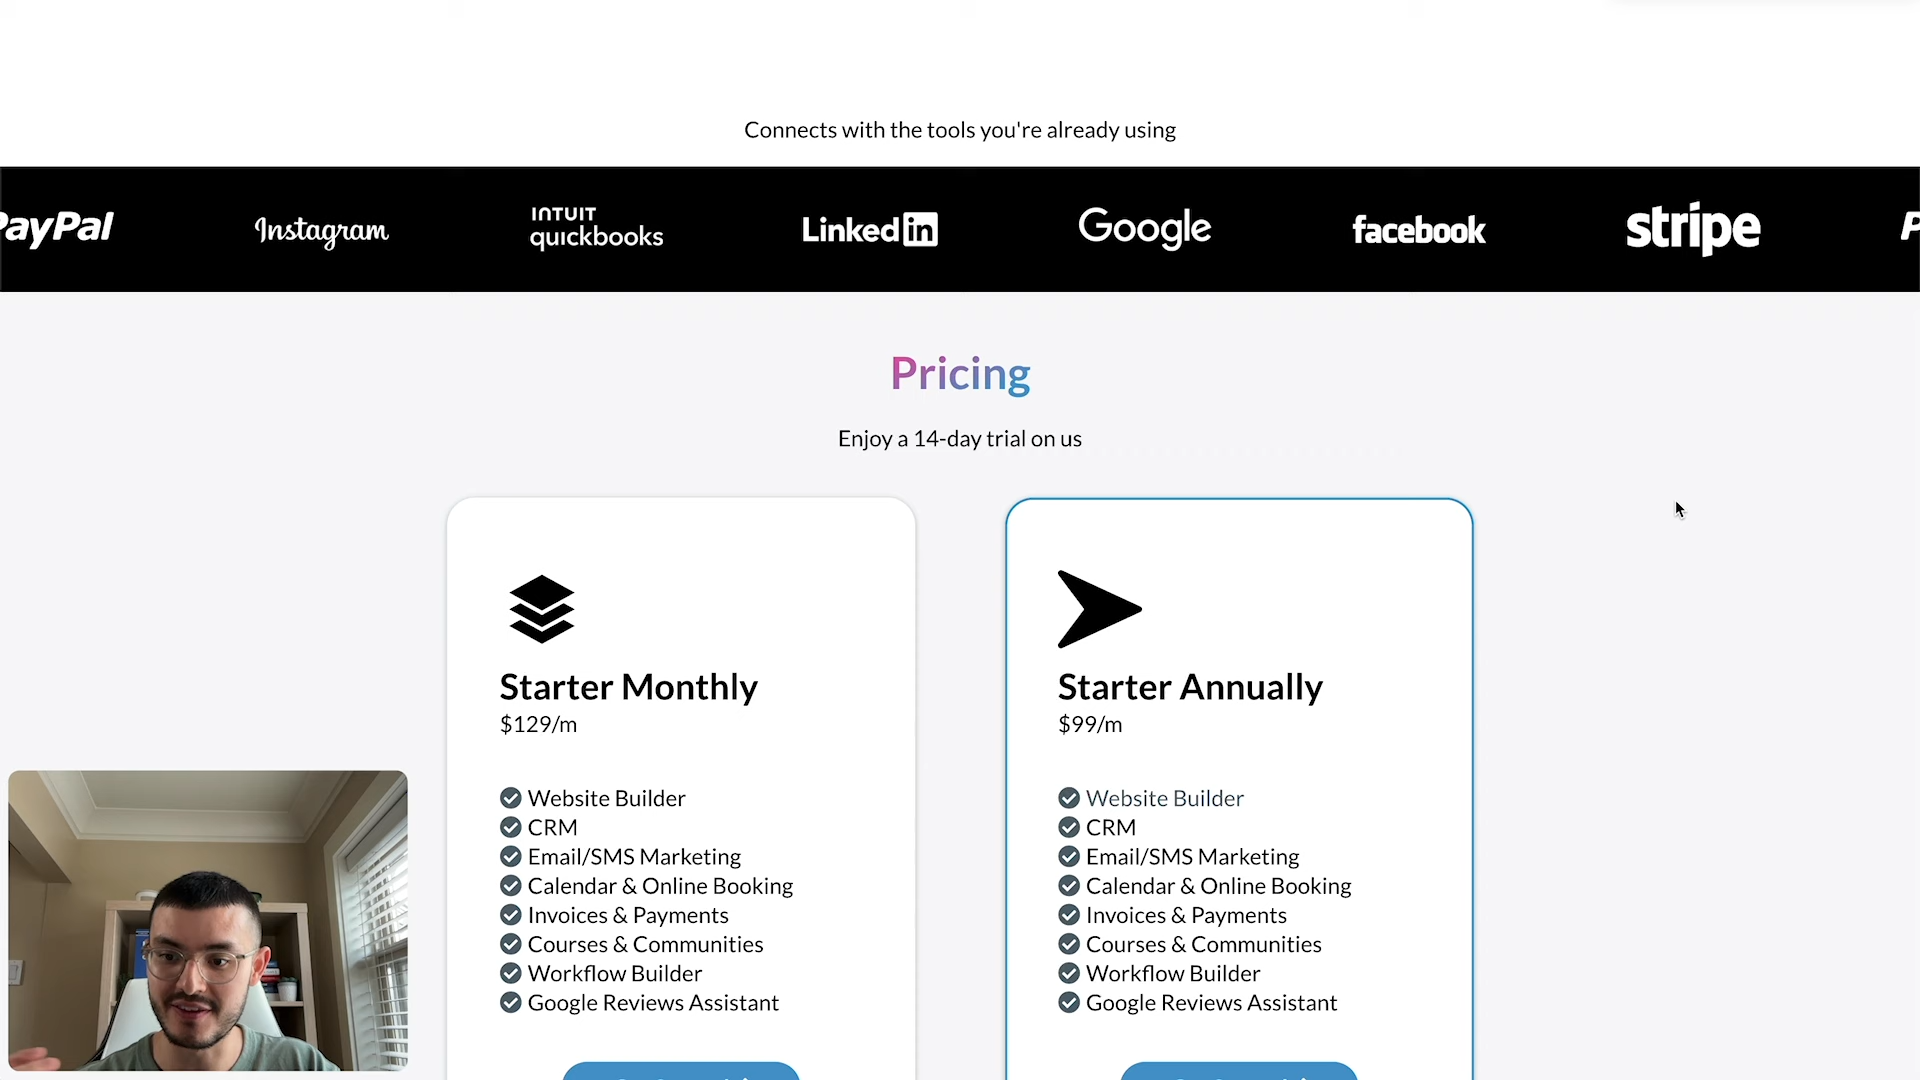 Connects with the tools you're already using
PayPal Instagram INTUIT quickbooks Linkedin Google facebook stripe
Pricing
Enjoy a 14-day trial on us
Starter Monthly
$129/m
Website Builder
CRM
Email/SMS Marketing
Calendar & Online Booking
Invoices & Payments
Courses & Communities
Workflow Builder
Google Reviews Assistant
Starter Annually
$99/m
Website Builder
CRM
Email/SMS Marketing
Calendar & Online Booking
Invoices & Payments
Courses & Communities
Workflow Builder
Google Reviews Assistant